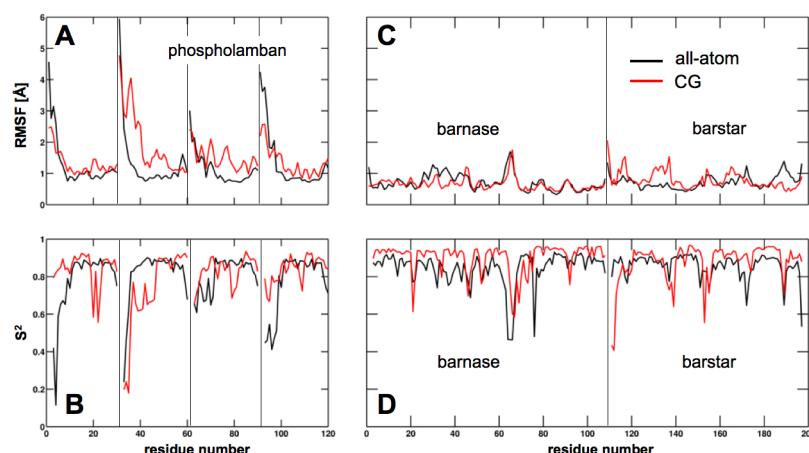 A
phospholamban
RMSF [Å]
6
5
4
3
2
1
0
C
all-atom
CG
barnase
barstar
S²
1
0.8
0.6
0.4
0.2
0
B
0 20 40 60 80 100 120
residue number
D
barnase
barstar
0 20 40 60 80 100 120 140 160 180 200
residue number